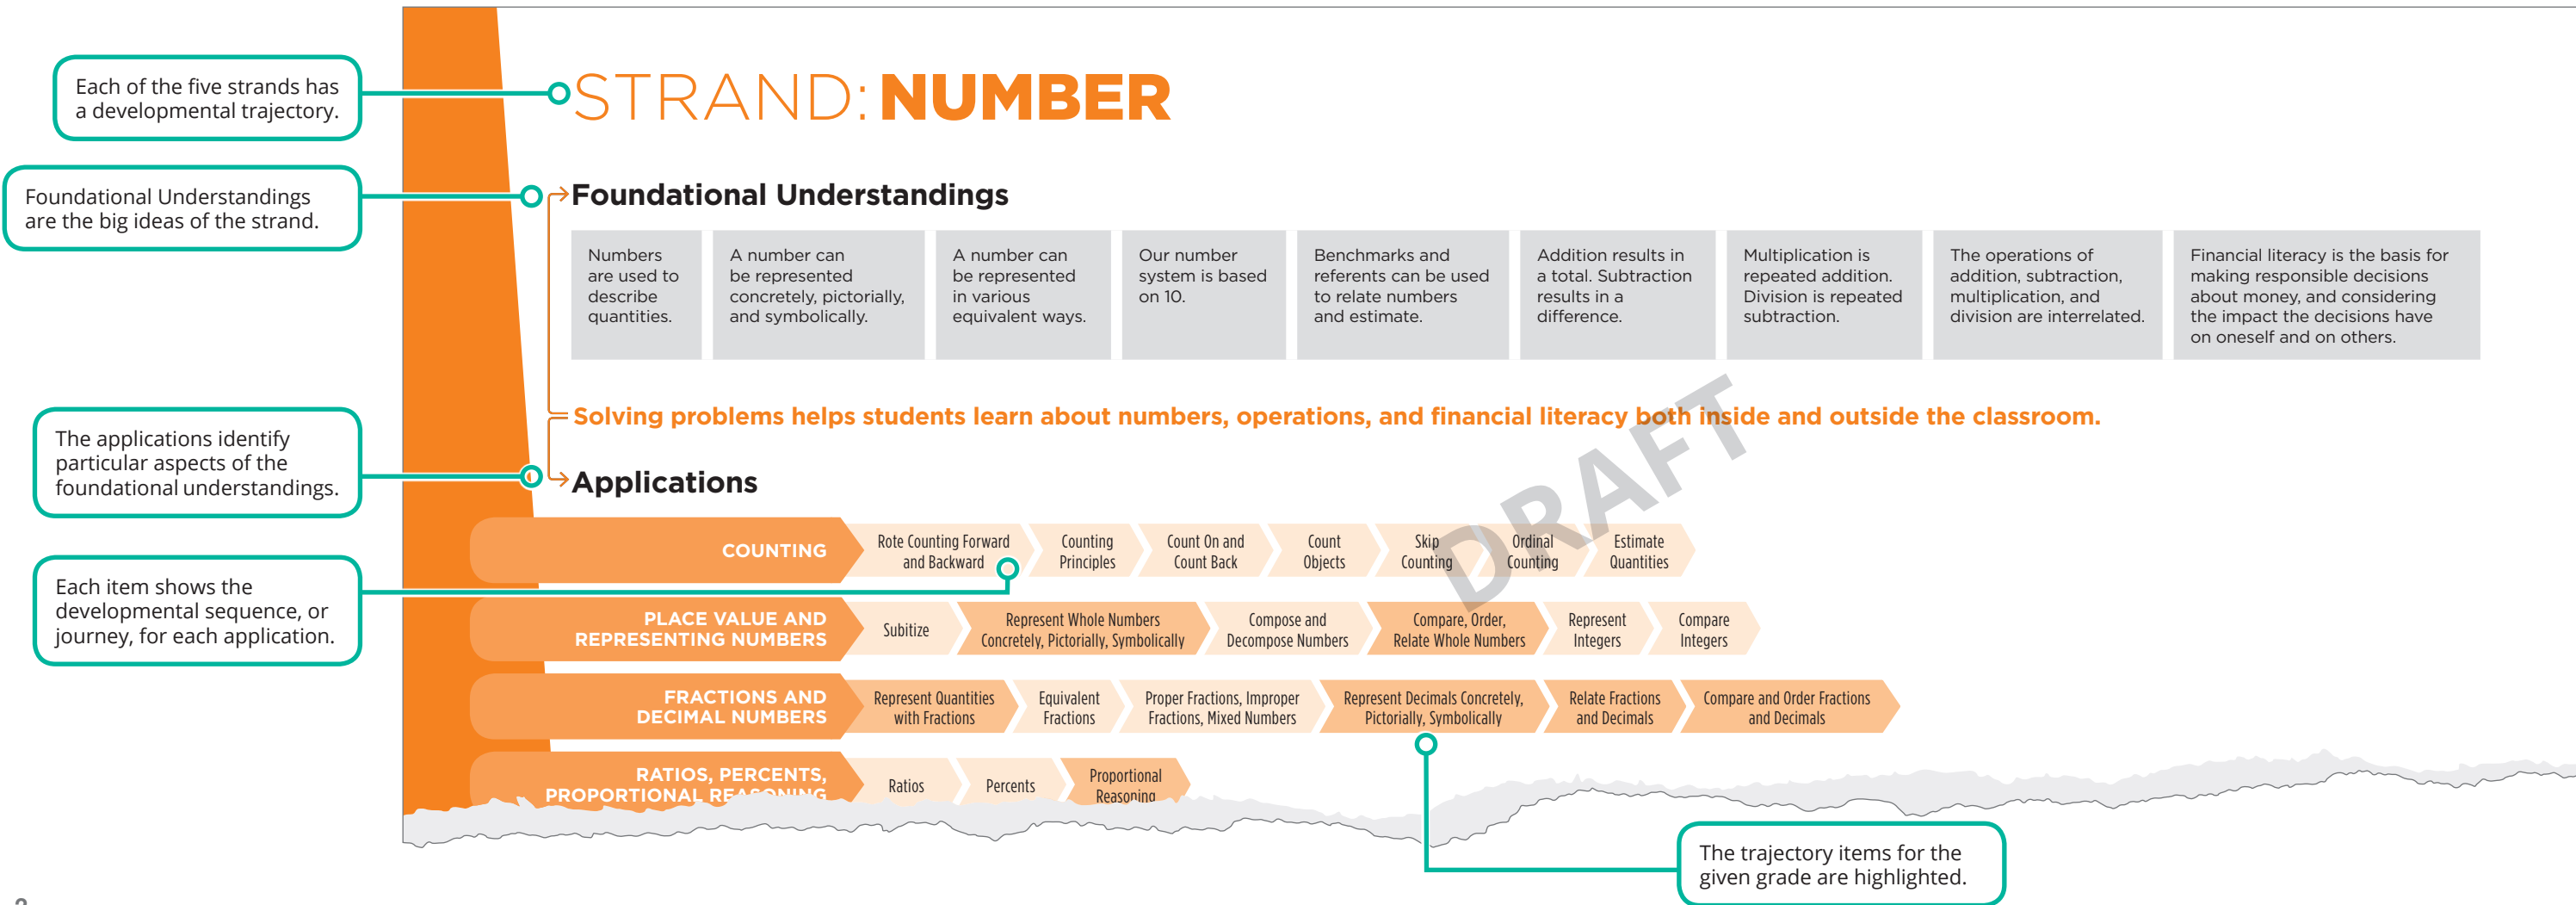 Each of the five strands has
a developmental trajectory.
STRAND: NUMBER
Foundational Understandings
are the big ideas of the strand.
Foundational Understandings
Numbers
are used to
describe
quantities.
A number can
be represented
concretely, pictorially,
and symbolically.
A number can
be represented
in various
equivalent ways.
Our number
system is based
on 10.
Benchmarks and
referents can be used
to relate numbers
and estimate.
Addition results in
a total. Subtraction
results in a
difference.
Multiplication is
repeated addition.
Division is repeated
subtraction.
The operations of
addition, subtraction,
multiplication, and
division are interrelated.
Financial literacy is the basis for
making responsible decisions
about money, and considering
the impact the decisions have
on oneself and on others.
Solving problems helps students learn about numbers, operations, and financial literacy both inside and outside the classroom.
DRAFT
The applications identify
particular aspects of the
foundational understandings.
Applications
COUNTING
Rote Counting Forward
and Backward
Counting
Principles
Count On and
Count Back
Count
Objects
Skip
Counting
Ordinal
Counting
Estimate
Quantities
Each item shows the
developmental sequence, or
journey, for each application.
PLACE VALUE AND
REPRESENTING NUMBERS
Subitize
Represent Whole Numbers
Concretely, Pictorially, Symbolically
Compose and
Decompose Numbers
Compare, Order,
Relate Whole Numbers
Represent
Integers
Compare
Integers
FRACTIONS AND
DECIMAL NUMBERS
Represent Quantities
with Fractions
Equivalent
Fractions
Proper Fractions, Improper
Fractions, Mixed Numbers
Represent Decimals Concretely,
Pictorially, Symbolically
Relate Fractions
and Decimals
Compare and Order Fractions
and Decimals
RATIOS, PERCENTS,
PROPORTIONAL REASONING
Ratios
Percents
Proportional
Reasoning
The trajectory items for the
given grade are highlighted.